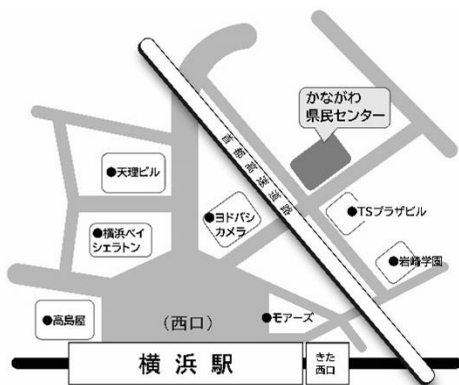 かながわ
県民センター
首都高速道路
●天理ビル
●ヨドバシ
カメラ
●TSプラザビル
●横浜ベイ
シェラトン
●岩崎学園
●高島屋
(西口)
●モアーズ
横浜駅
きた
西口